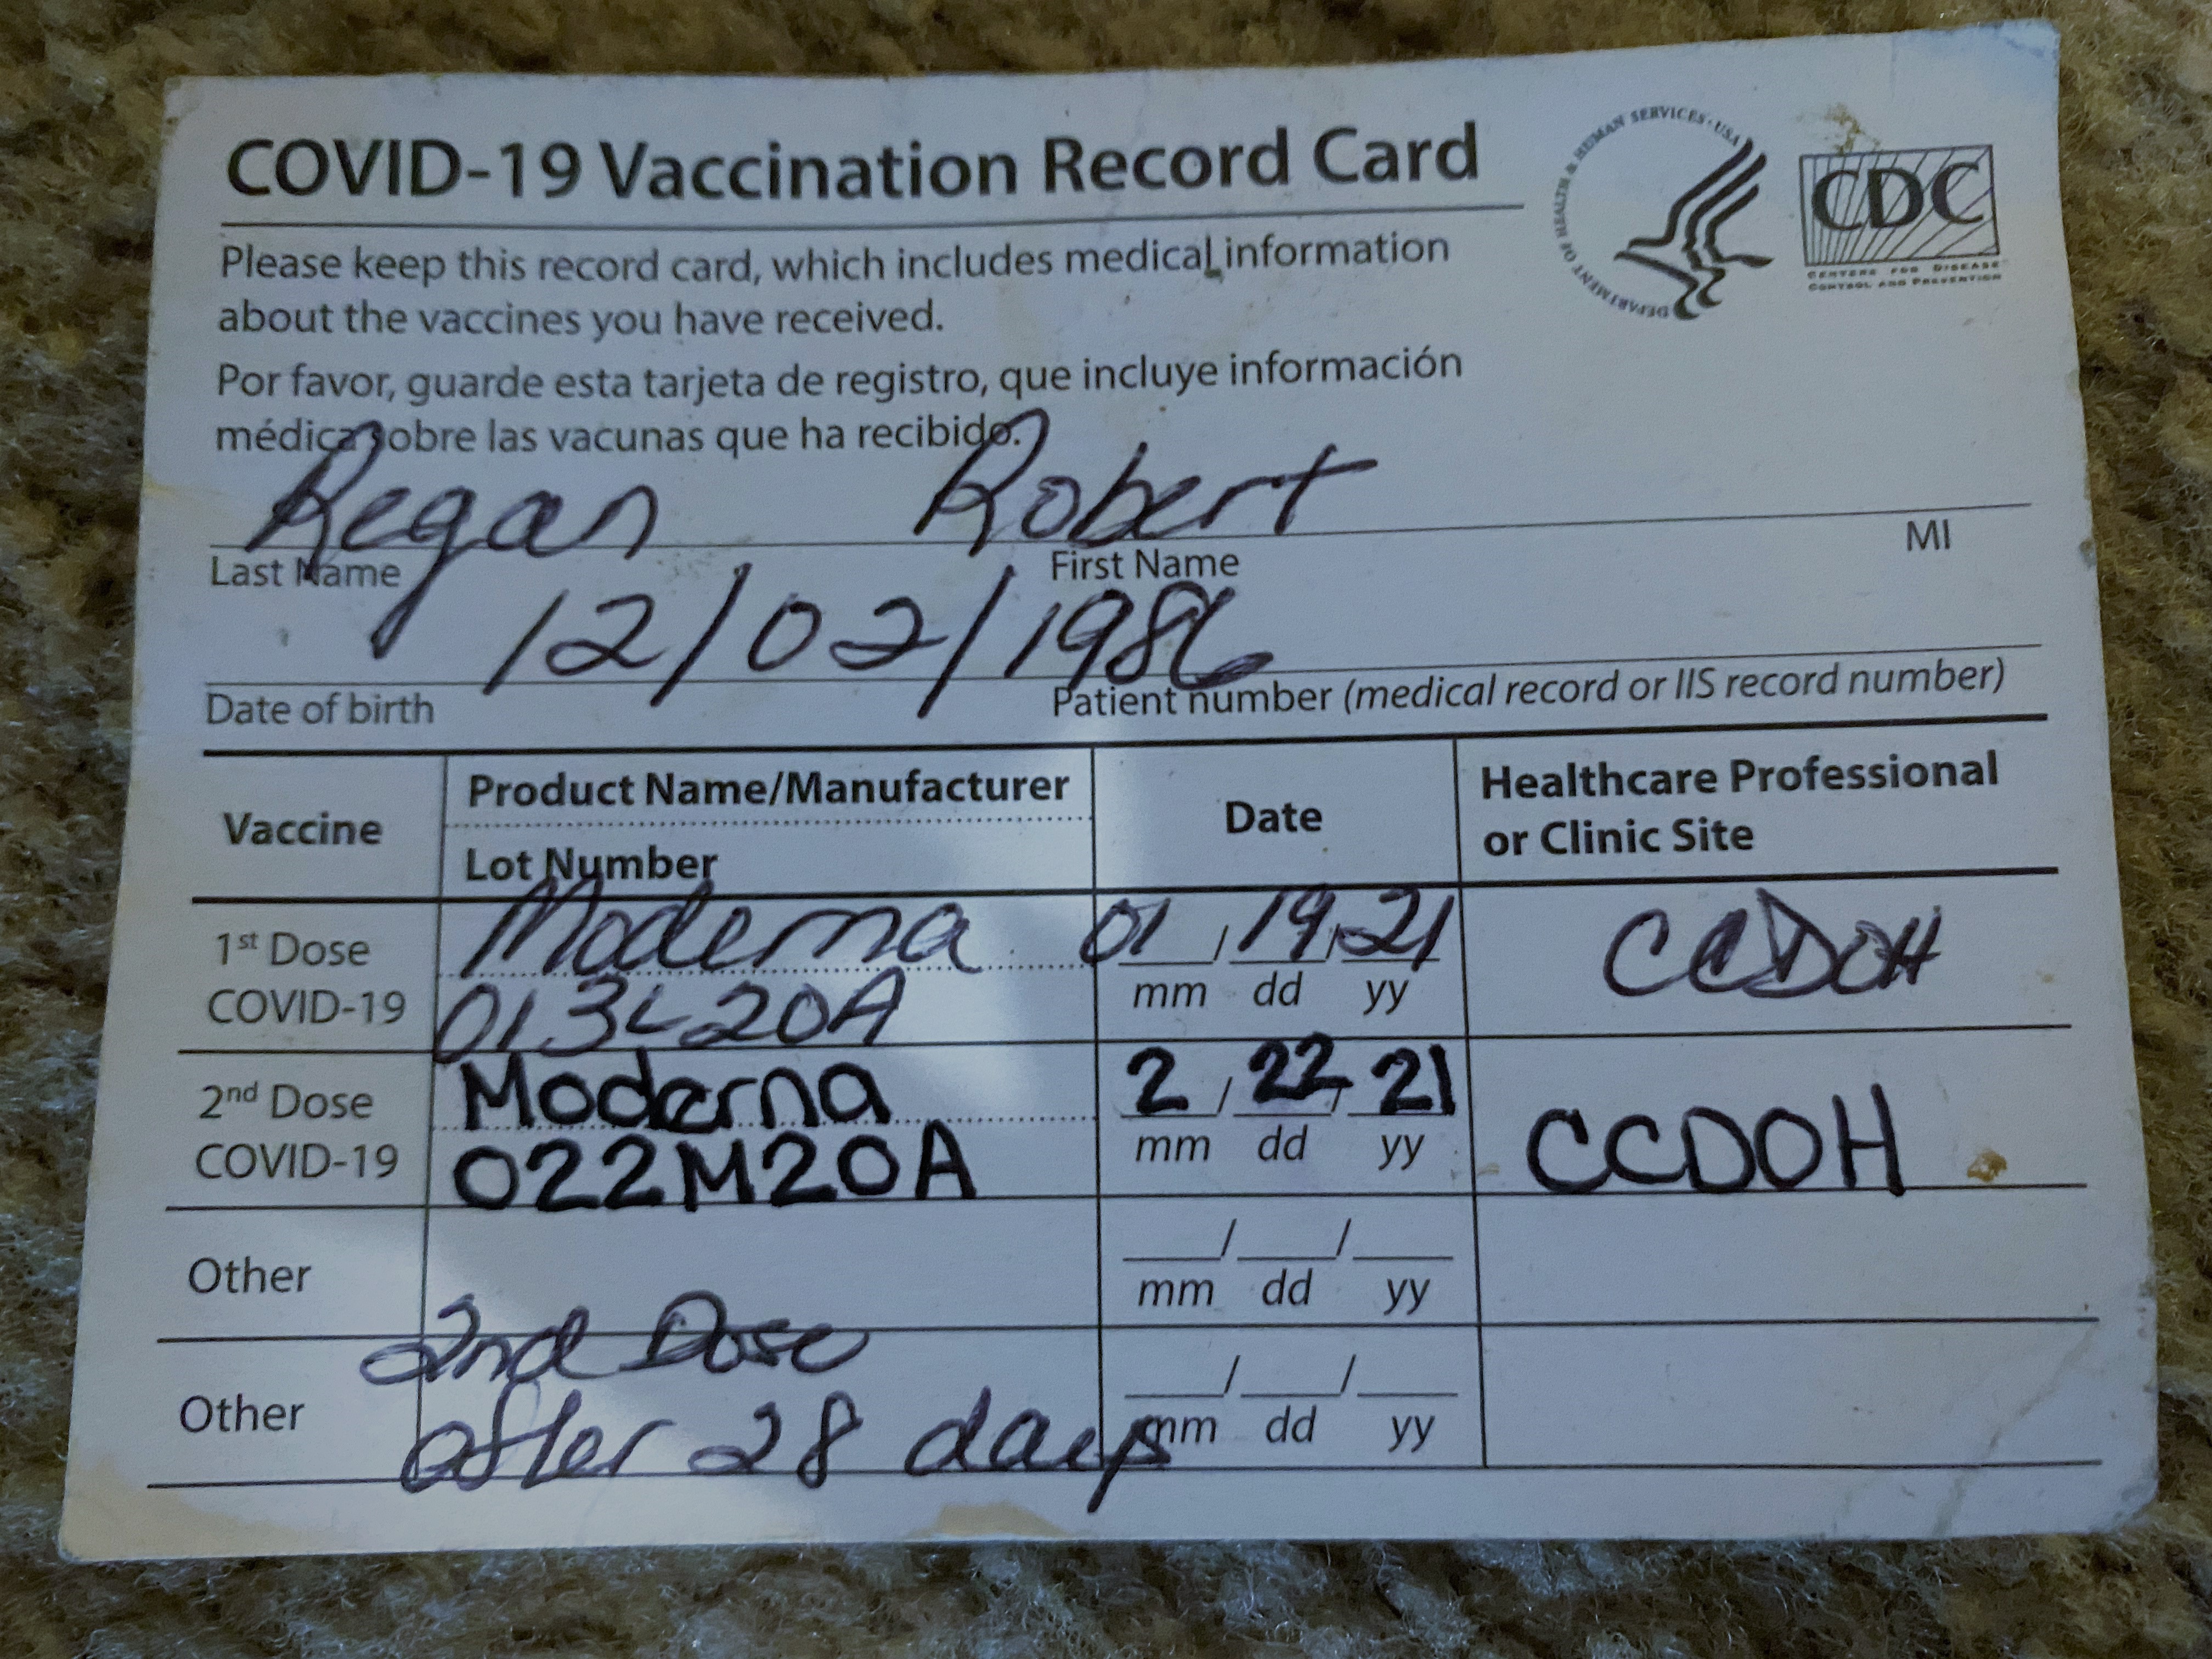 COVID-19 Vaccination Record Card
DEPARTMENT OF HEALTH & HUMAN SERVICES · USA
CDC
CENTERS FOR DISEASE
CONTROL AND PREVENTION
Please keep this record card, which includes medical information
about the vaccines you have received.
Por favor, guarde esta tarjeta de registro, que incluye información
médica sobre las vacunas que ha recibido.
Regan Robert
Last Name First Name MI
12/02/1986
Date of birth Patient number (medical record or IIS record number)
Vaccine Product Name/Manufacturer Date Healthcare Professional
Lot Number or Clinic Site
1st Dose Moderna 01/19/21 CCDOH
COVID-19 013L20A mm dd yy
2nd Dose Moderna 2/22/21 CCDOH
COVID-19 022M20A mm dd yy
Other / /
mm dd yy
2nd Dose
Other / /
after 28 days mm dd yy